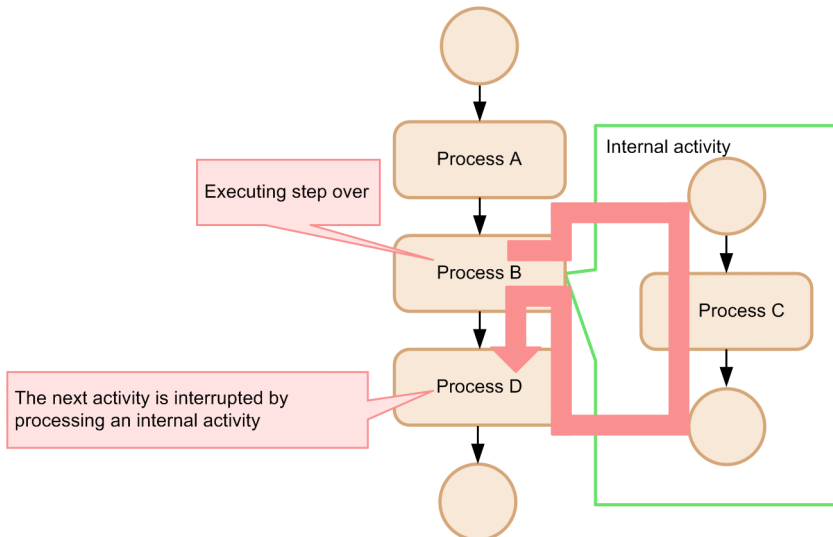 Process A
Internal activity
Executing step over
Process B
Process C
Process D
The next activity is interrupted by
processing an internal activity